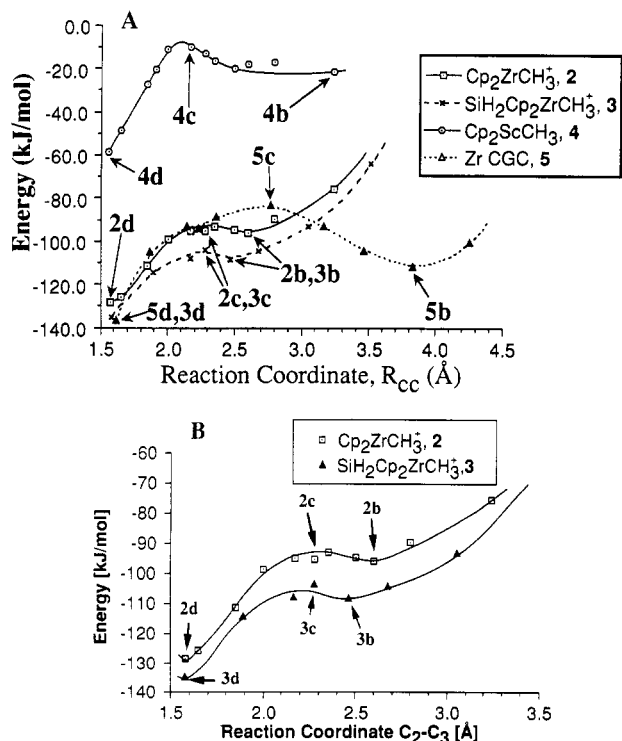 A
0.0
-20.0
-40.0
-60.0
-80.0
-100.0
-120.0
-140.0
Energy (kJ/mol)
4c
4b
4d
5c
2d
2b,3b
2c,3c
5b
5d,3d
1.5 2.0 2.5 3.0 3.5 4.0 4.5
Reaction Coordinate, R_CC (Å)
Cp₂ZrCH₃⁺, 2
SiH₂Cp₂ZrCH₃⁺, 3
Cp₂ScCH₃, 4
Zr CGC, 5
B
Cp₂ZrCH₃⁺, 2
SiH₂Cp₂ZrCH₃⁺,3
-60
-70
-80
-90
-100
-110
-120
-130
-140
Energy [kJ/mol]
2c
2b
2d
3c
3b
3d
1.5 2.0 2.5 3.0 3.5
Reaction Coordinate C₂-C₃ [Å]